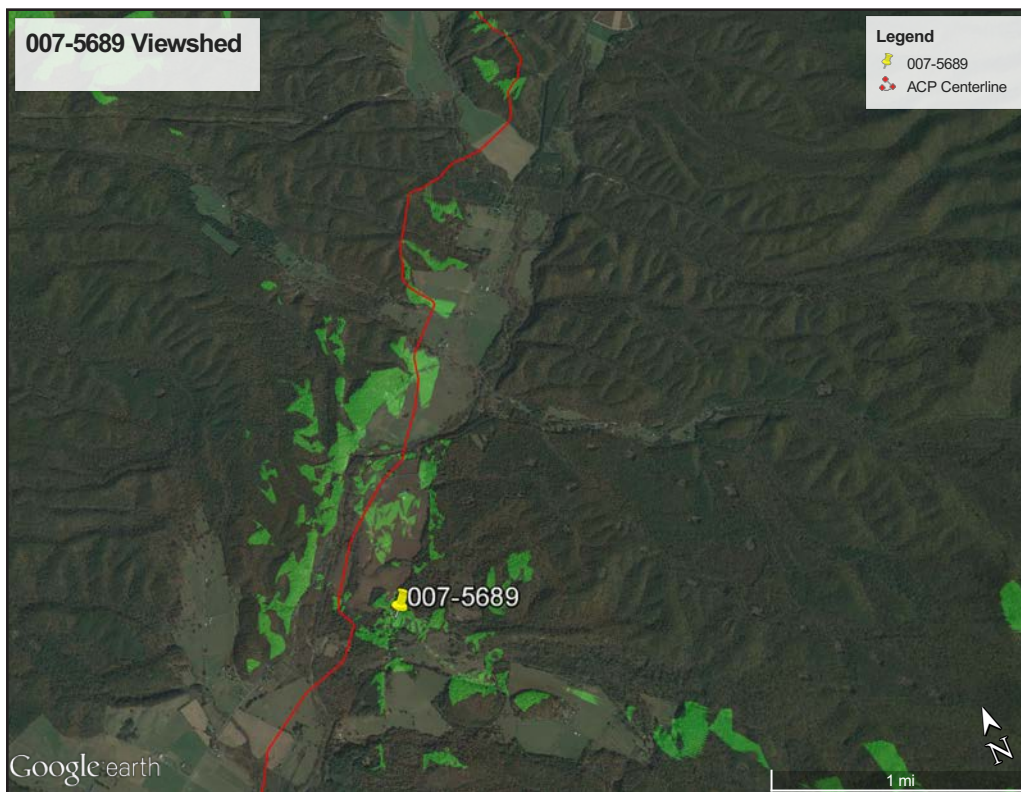 007-5689 Viewshed
Legend
007-5689
ACP Centerline
007-5689
N
Google earth
1 mi